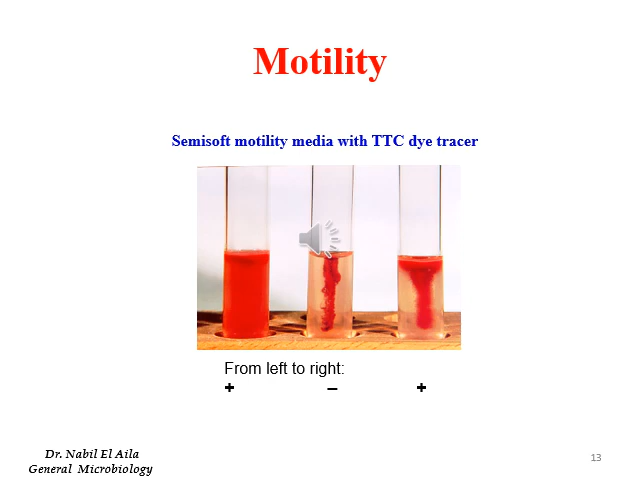 Motility
Semisoft motility media with TTC dye tracer
From left to right:
+ – +
Dr. Nabil El Aila
General Microbiology
13